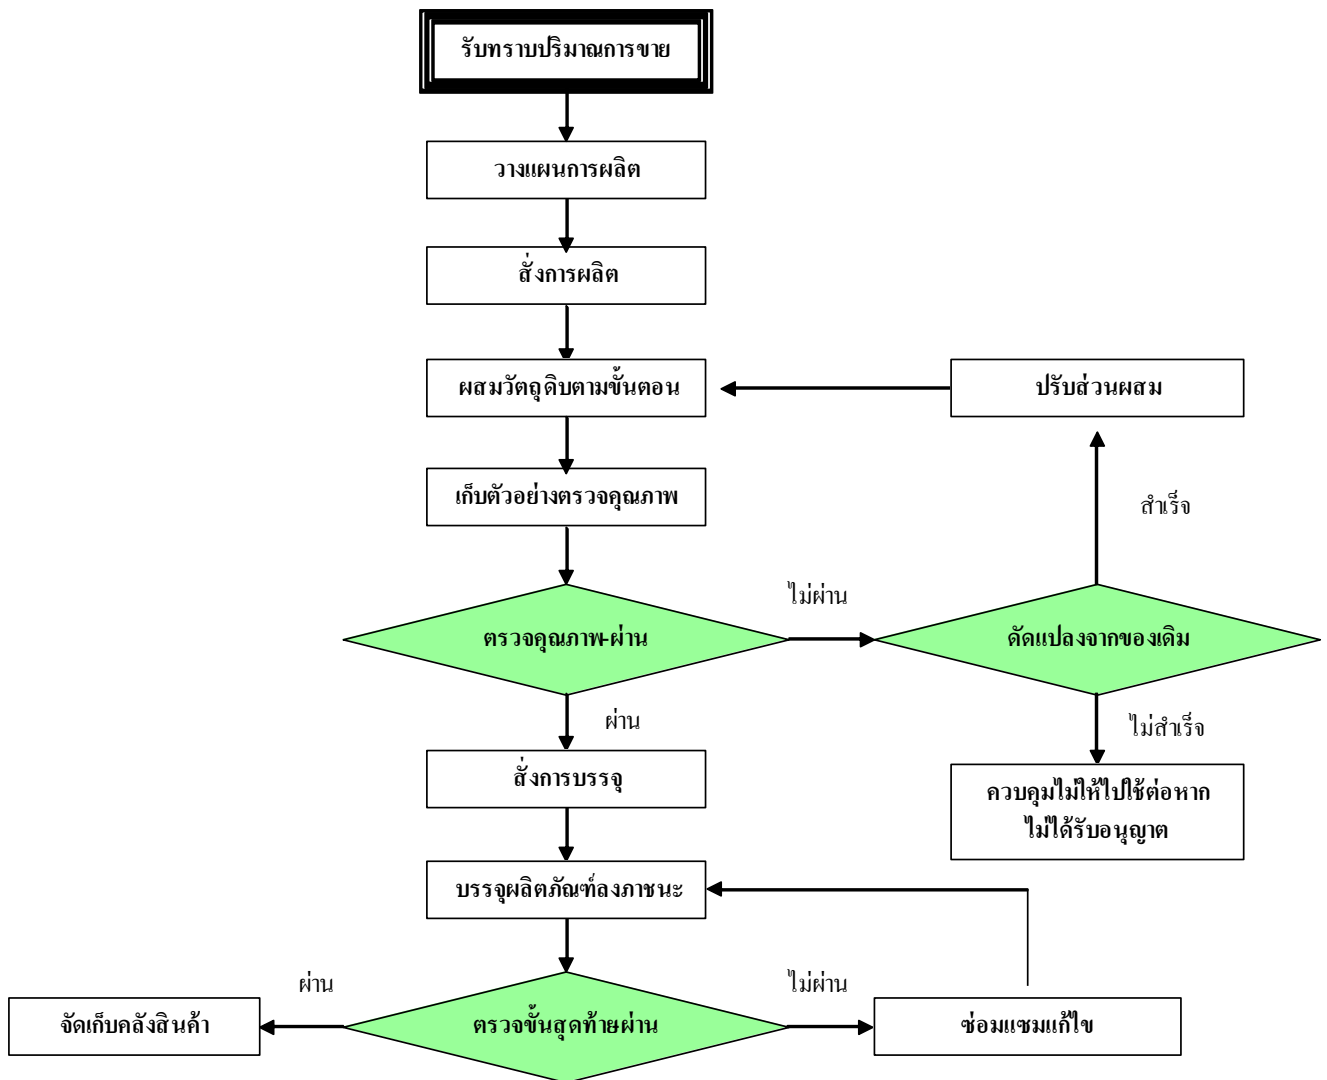 รับทราบปริมาณการขาย
วางแผนการผลิต
สั่งการผลิต
ผสมวัตถุดิบตามขั้นตอน
ปรับส่วนผสม
เก็บตัวอย่างตรวจคุณภาพ
สำเร็จ
ไม่ผ่าน
ตรวจคุณภาพ-ผ่าน
ดัดแปลงจากของเดิม
ผ่าน
ไม่สำเร็จ
สั่งการบรรจุ
ควบคุมไม่ให้ไปใช้ต่อหาก
ไม่ได้รับอนุญาต
บรรจุผลิตภัณฑ์ลงภาชนะ
ผ่าน
ไม่ผ่าน
จัดเก็บคลังสินค้า
ตรวจขั้นสุดท้ายผ่าน
ซ่อมแซมแก้ไข